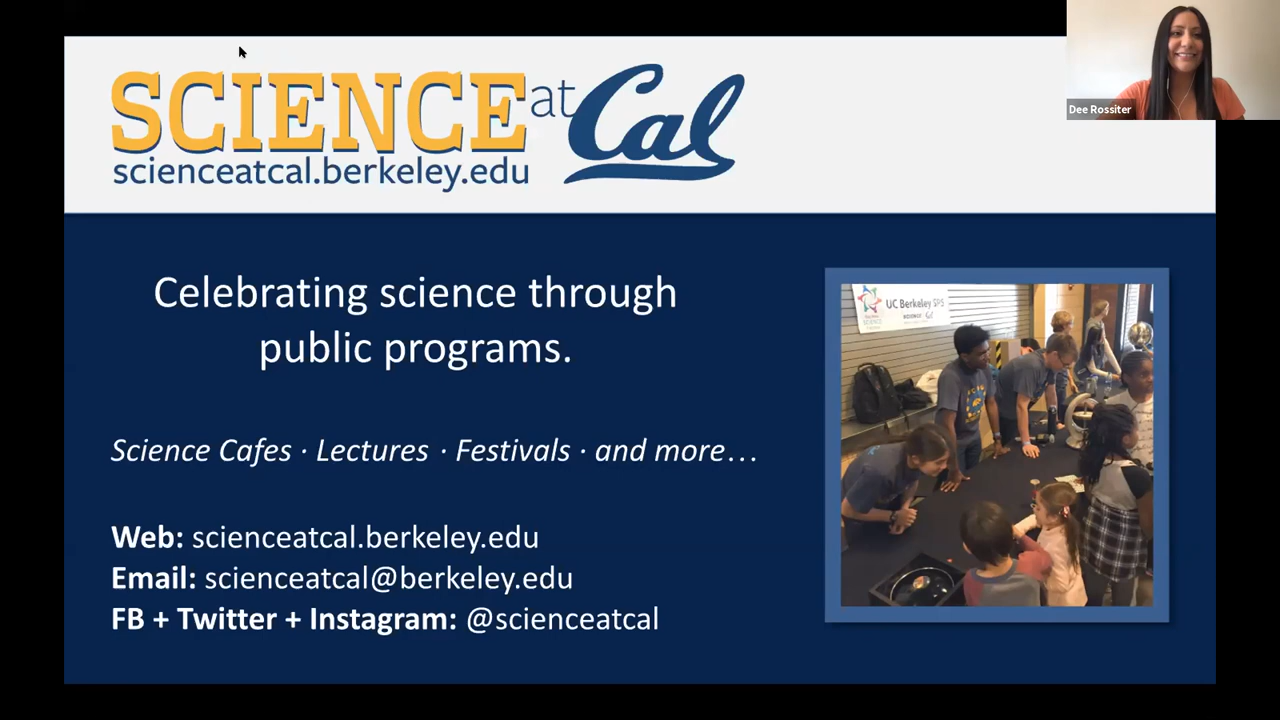 SCIENCE at Cal
scienceatcal.berkeley.edu
Dee Rossiter
Celebrating science through
public programs.
Science Cafes · Lectures · Festivals · and more…
Web: scienceatcal.berkeley.edu
Email: scienceatcal@berkeley.edu
FB + Twitter + Instagram: @scienceatcal
UC Berkeley SPS